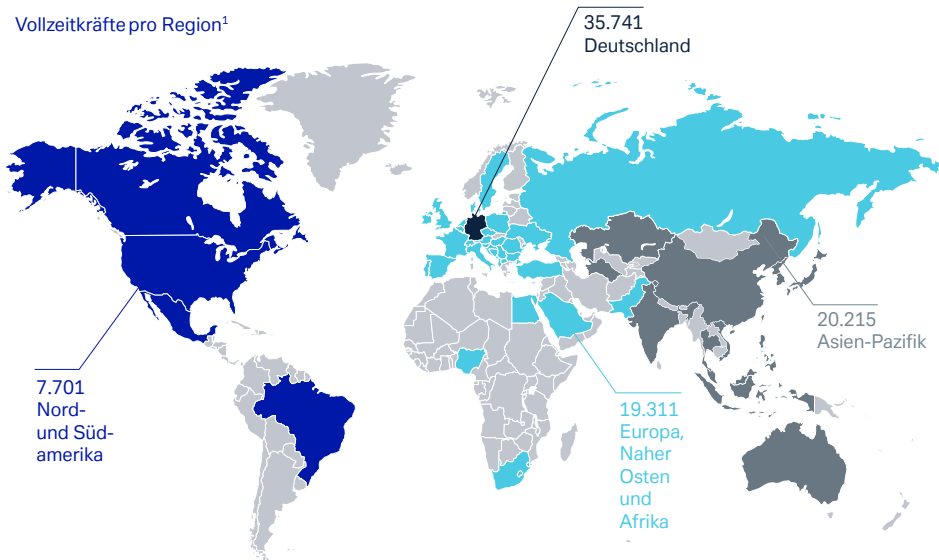 Vollzeitkräfte pro Region¹
35.741
Deutschland
20.215
Asien-Pazifik
7.701
Nord-
und Süd-
amerika
19.311
Europa,
Naher
Osten
und
Afrika